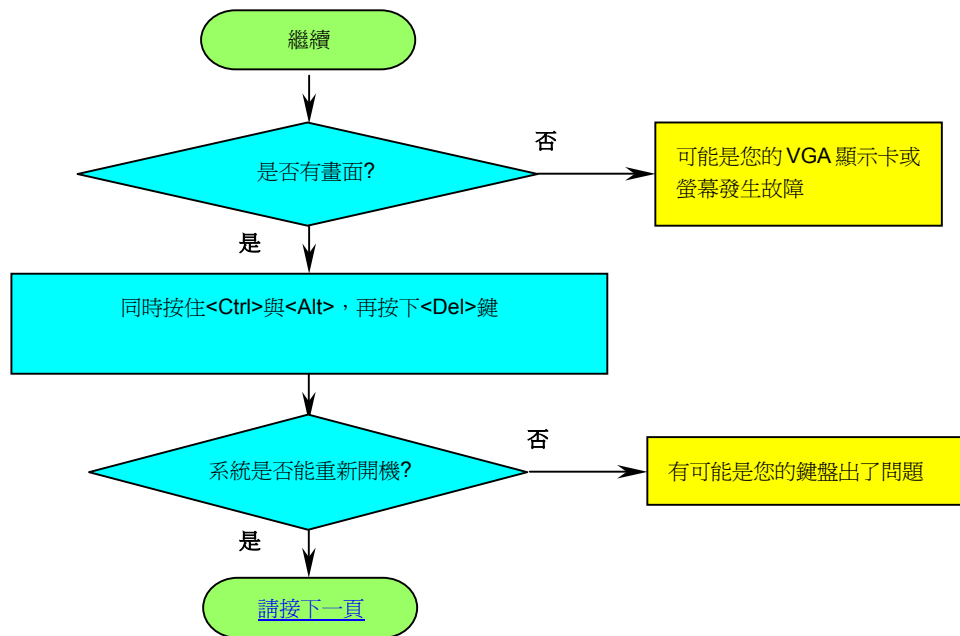 繼續
是否有畫面?
否
可能是您的 VGA 顯示卡或
螢幕發生故障
是
同時按住<Ctrl>與<Alt>，再按下<Del>鍵
系統是否能重新開機?
否
有可能是您的鍵盤出了問題
是
請接下一頁